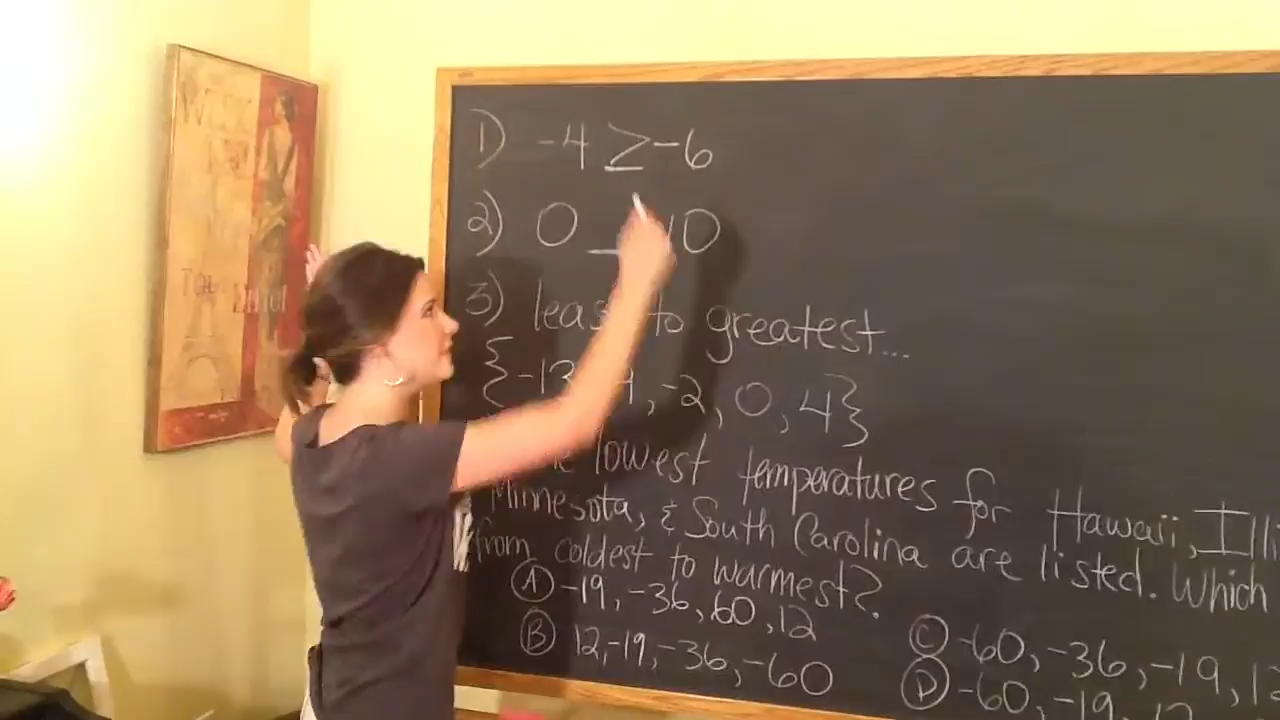 1) -4 ≥ -6
2) 0 _ 10
3) least to greatest...
{-13, , -2, 0, 4}
lowest temperatures for Hawaii,
Minnesota, & South Carolina are listed. Which
from coldest to warmest?
A -19, -36, 60, 12
B 12, -19, -36, -60
C -60, -36, -19,
D -60, -19,